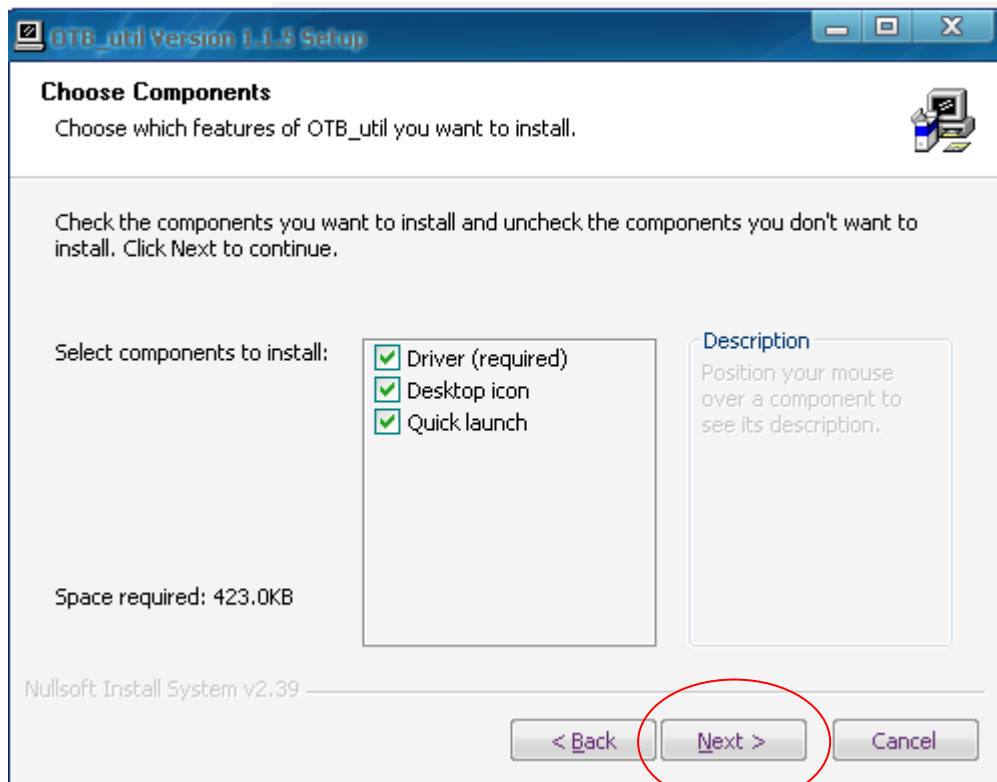 OTB_util Version 1.1.5 Setup
Choose Components
Choose which features of OTB_util you want to install.
Check the components you want to install and uncheck the components you don't want to
install. Click Next to continue.
Select components to install:
Driver (required)
Desktop icon
Quick launch
Description
Position your mouse
over a component to
see its description.
Space required: 423.0KB
Nullsoft Install System v2.39
< Back
Next >
Cancel